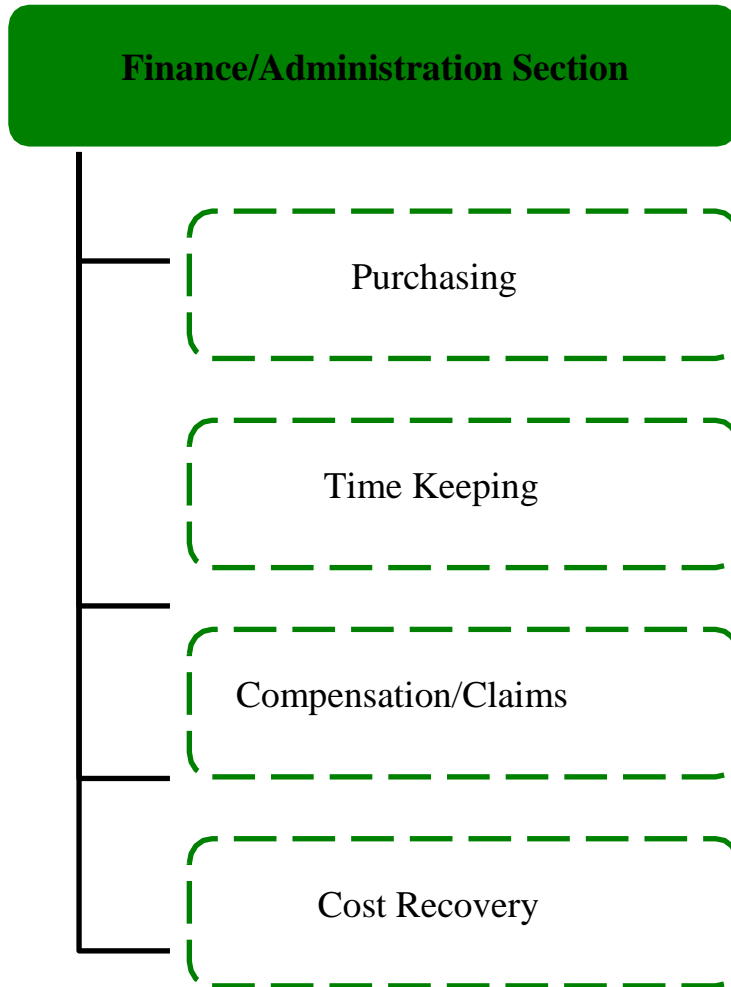 Finance/Administration Section
Purchasing
Time Keeping
Compensation/Claims
Cost Recovery